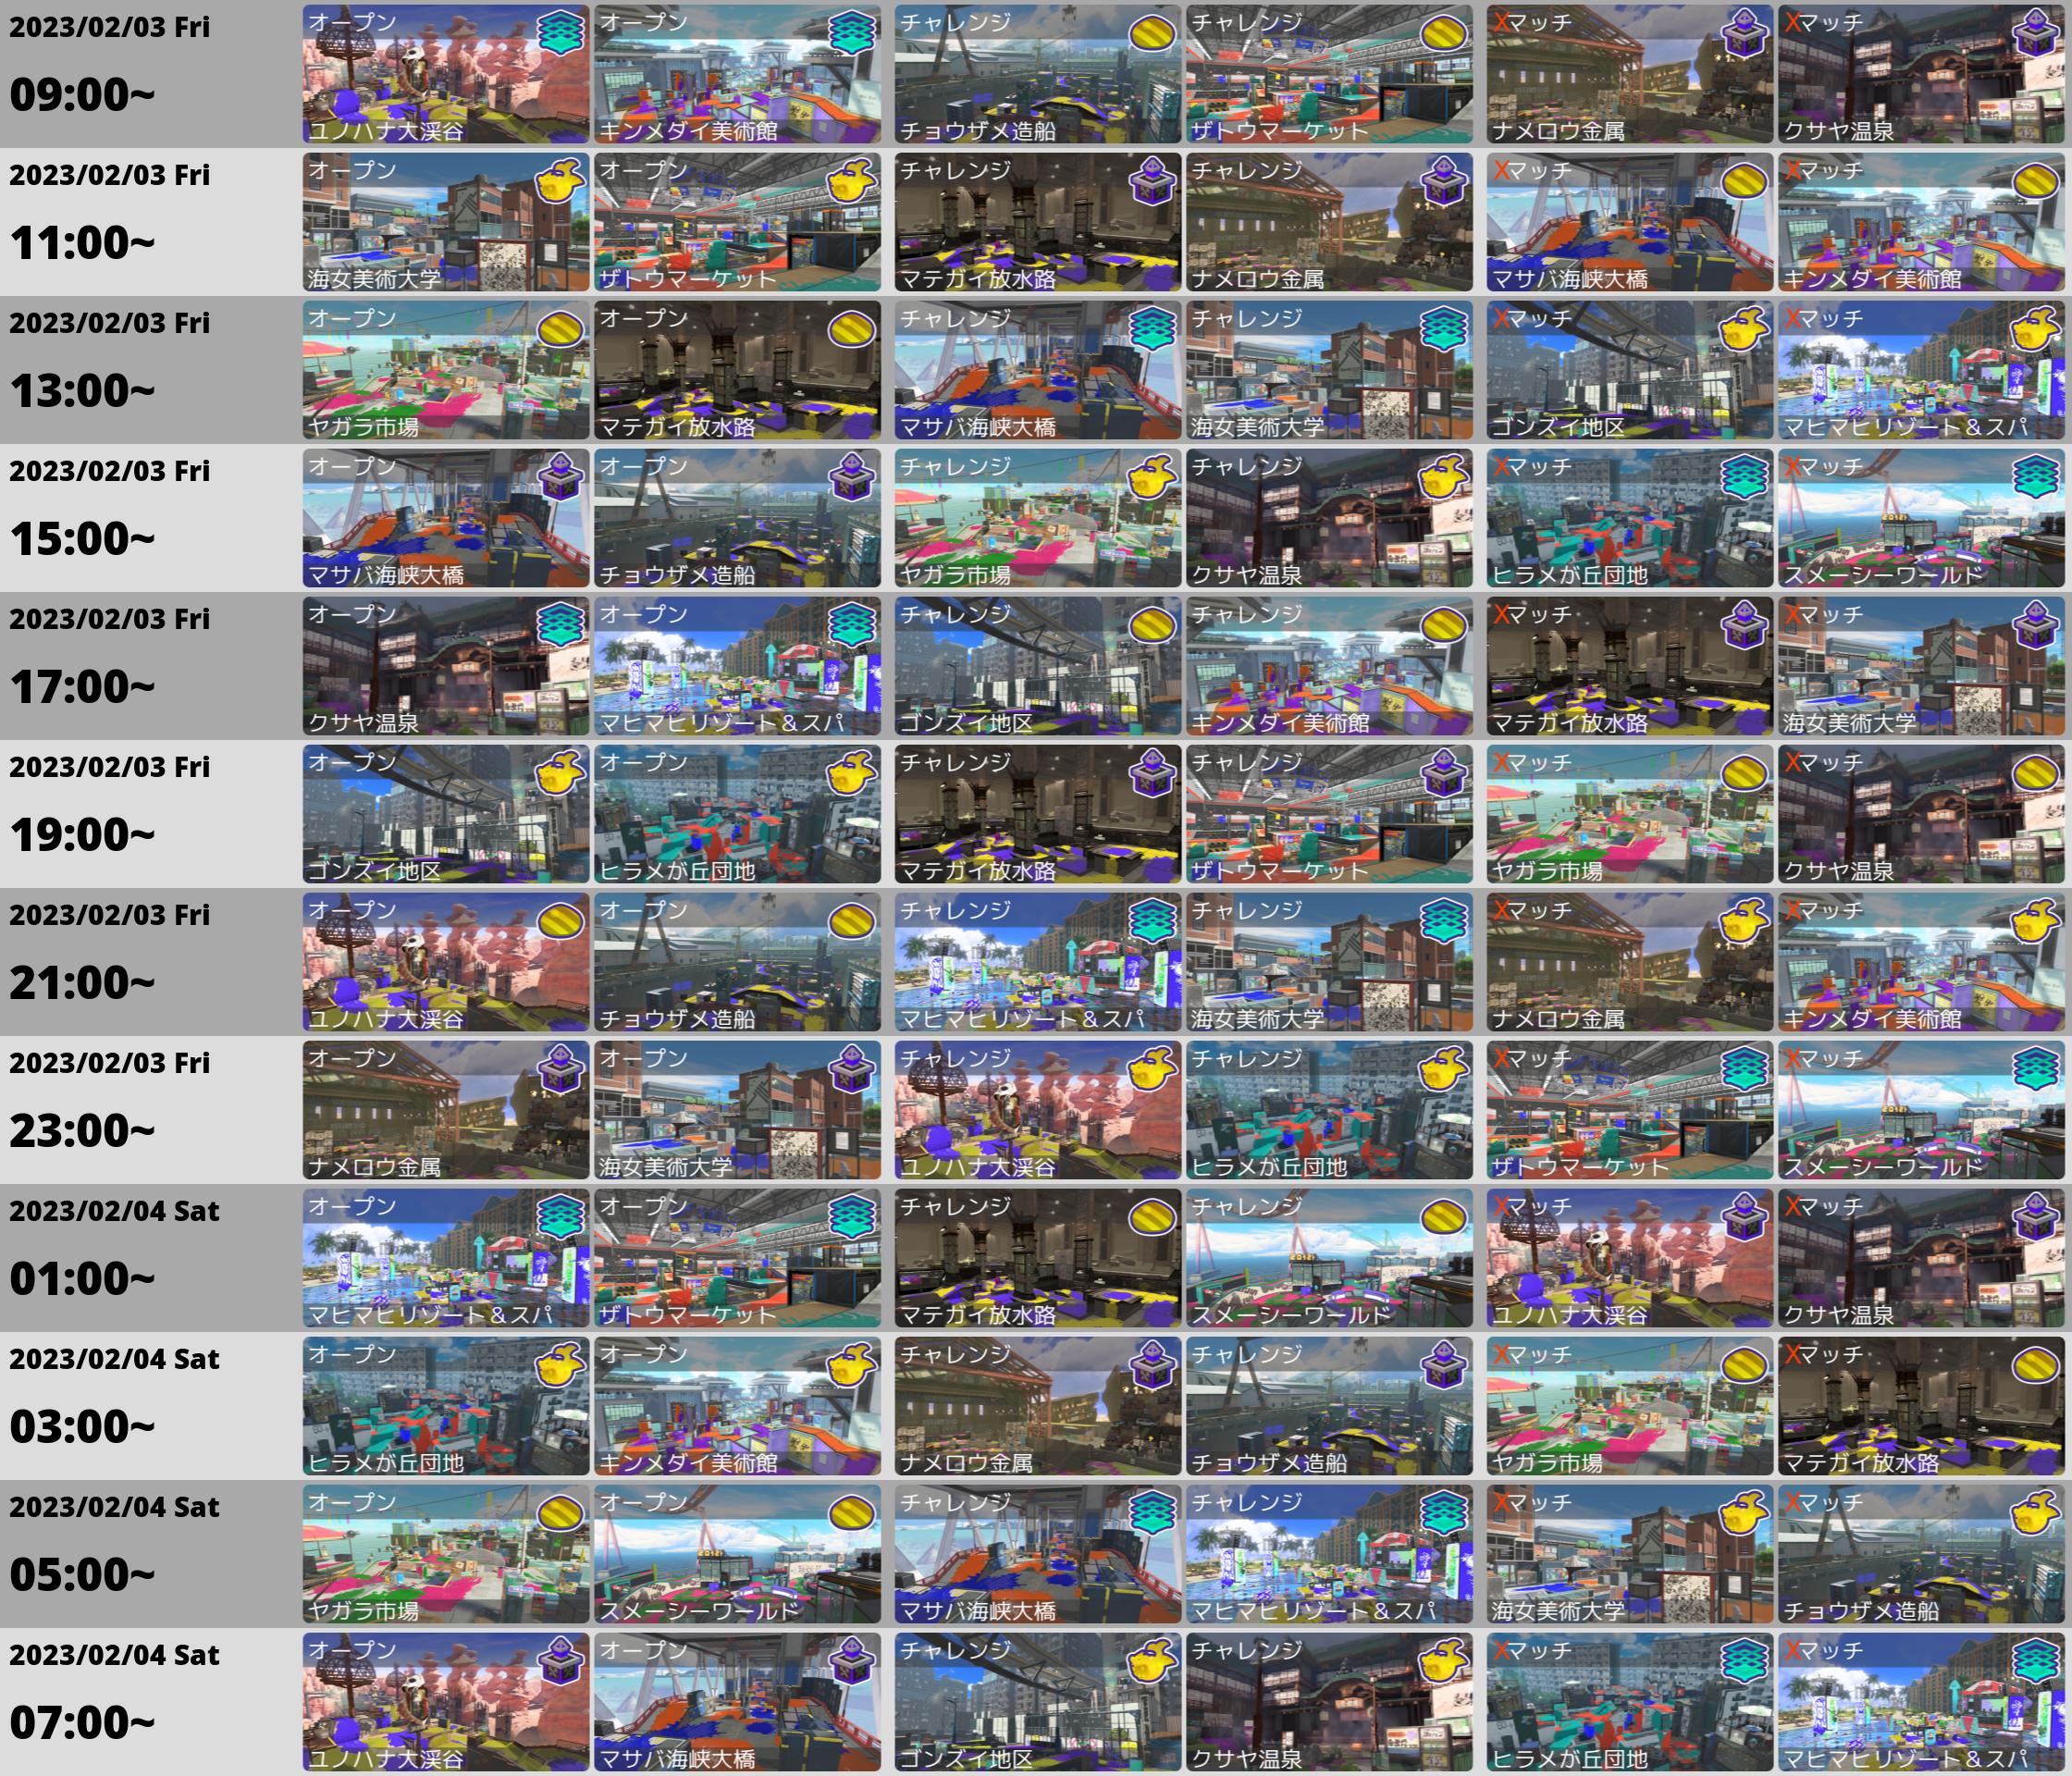 2023/02/03 Fri
09:00~
オープン オープン チャレンジ チャレンジ Xマッチ Xマッチ
ユノハナ大渓谷 キンメダイ美術館 チョウザメ造船 ザトウマーケット ナメロウ金属 クサヤ温泉
2023/02/03 Fri
11:00~
オープン オープン チャレンジ チャレンジ Xマッチ Xマッチ
海女美術大学 ザトウマーケット マテガイ放水路 ナメロウ金属 マサバ海峡大橋 キンメダイ美術館
2023/02/03 Fri
13:00~
オープン オープン チャレンジ チャレンジ Xマッチ Xマッチ
ヤガラ市場 マテガイ放水路 マサバ海峡大橋 海女美術大学 ゴンズイ地区 マヒマヒリゾート＆スパ
2023/02/03 Fri
15:00~
オープン オープン チャレンジ チャレンジ Xマッチ Xマッチ
マサバ海峡大橋 チョウザメ造船 ヤガラ市場 クサヤ温泉 ヒラメが丘団地 スメーシーワールド
2023/02/03 Fri
17:00~
オープン オープン チャレンジ チャレンジ Xマッチ Xマッチ
クサヤ温泉 マヒマヒリゾート＆スパ ゴンズイ地区 キンメダイ美術館 マテガイ放水路 海女美術大学
2023/02/03 Fri
19:00~
オープン オープン チャレンジ チャレンジ Xマッチ Xマッチ
ゴンズイ地区 ヒラメが丘団地 マテガイ放水路 ザトウマーケット ヤガラ市場 クサヤ温泉
2023/02/03 Fri
21:00~
オープン オープン チャレンジ チャレンジ Xマッチ Xマッチ
ユノハナ大渓谷 チョウザメ造船 マヒマヒリゾート＆スパ 海女美術大学 ナメロウ金属 キンメダイ美術館
2023/02/03 Fri
23:00~
オープン オープン チャレンジ チャレンジ Xマッチ Xマッチ
ナメロウ金属 海女美術大学 ユノハナ大渓谷 ヒラメが丘団地 ザトウマーケット スメーシーワールド
2023/02/04 Sat
01:00~
オープン オープン チャレンジ チャレンジ Xマッチ Xマッチ
マヒマヒリゾート＆スパ ザトウマーケット マテガイ放水路 スメーシーワールド ユノハナ大渓谷 クサヤ温泉
2023/02/04 Sat
03:00~
オープン オープン チャレンジ チャレンジ Xマッチ Xマッチ
ヒラメが丘団地 キンメダイ美術館 ナメロウ金属 チョウザメ造船 ヤガラ市場 マテガイ放水路
2023/02/04 Sat
05:00~
オープン オープン チャレンジ チャレンジ Xマッチ Xマッチ
ヤガラ市場 スメーシーワールド マサバ海峡大橋 マヒマヒリゾート＆スパ 海女美術大学 チョウザメ造船
2023/02/04 Sat
07:00~
オープン オープン チャレンジ チャレンジ Xマッチ Xマッチ
ユノハナ大渓谷 マサバ海峡大橋 ゴンズイ地区 クサヤ温泉 ヒラメが丘団地 マヒマヒリゾート＆スパ